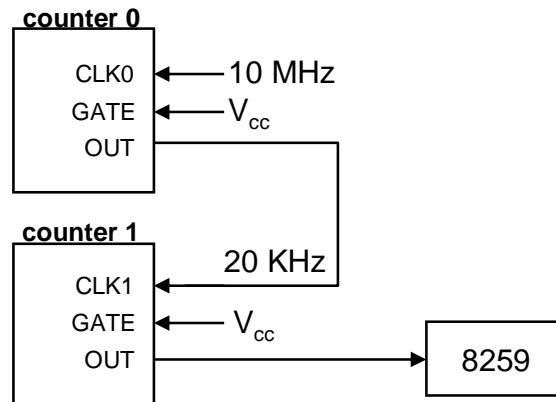 counter 0
CLK0
10 MHz
GATE
Vcc
OUT
counter 1
20 KHz
CLK1
GATE
Vcc
OUT
8259